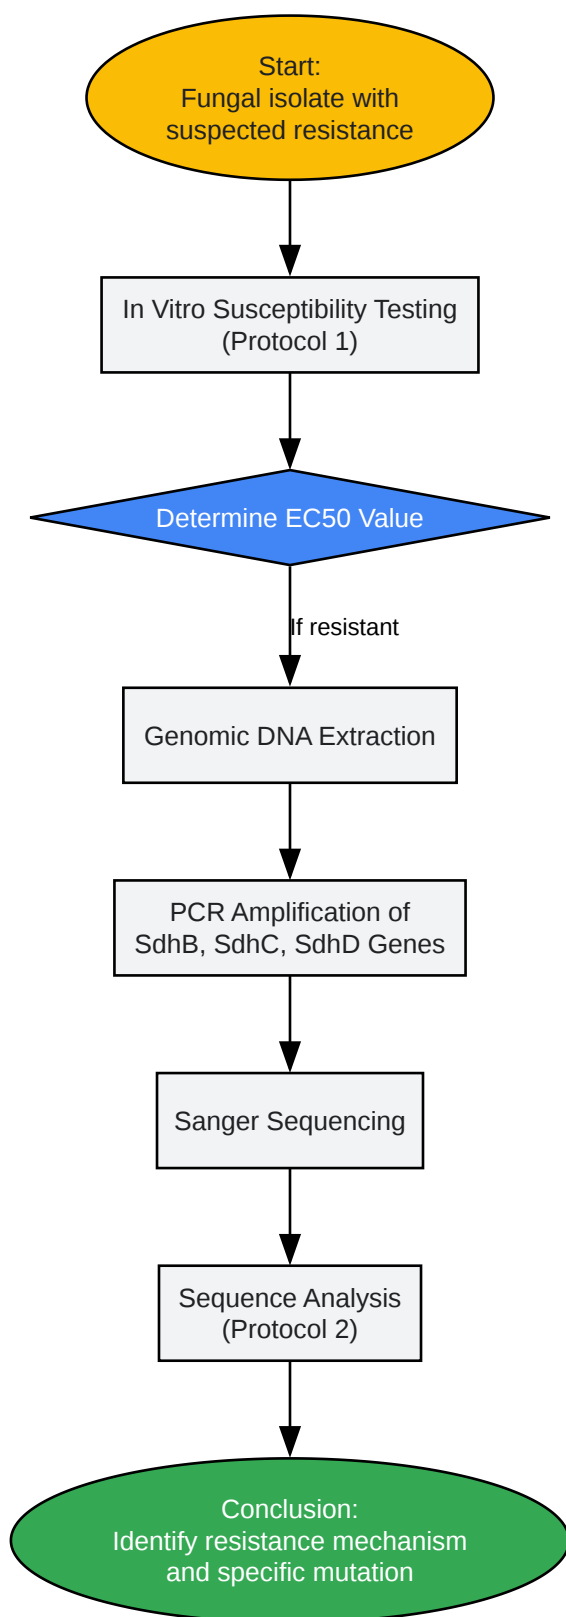 Start:
Fungal isolate with
suspected resistance
In Vitro Susceptibility Testing
(Protocol 1)
Determine EC50 Value
If resistant
Genomic DNA Extraction
PCR Amplification of
SdhB, SdhC, SdhD Genes
Sanger Sequencing
Sequence Analysis
(Protocol 2)
Conclusion:
Identify resistance mechanism
and specific mutation